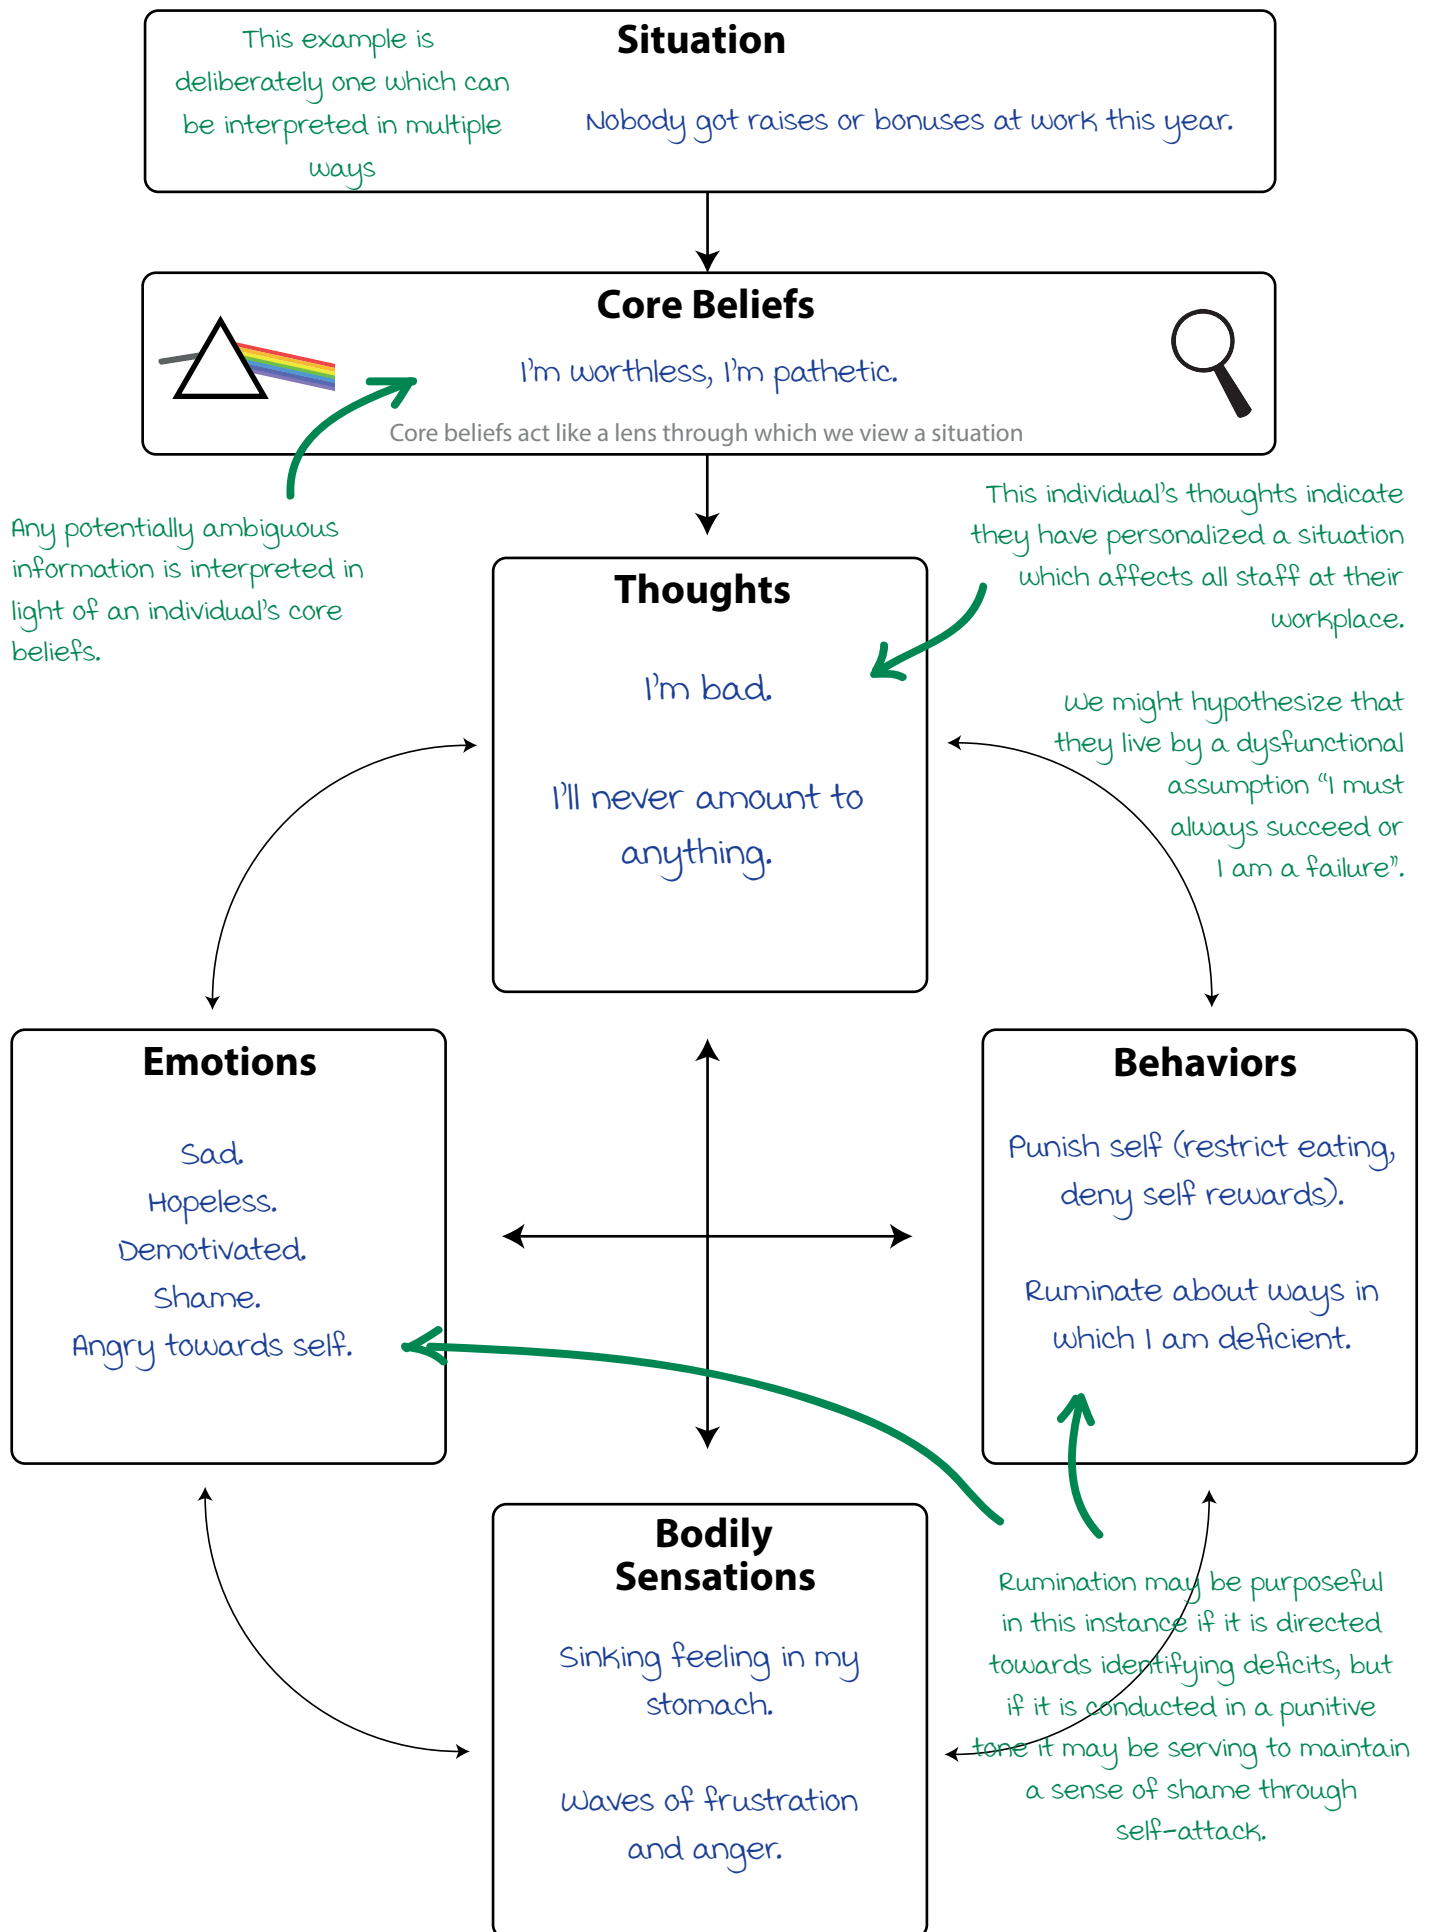 This example is
deliberately one which can
be interpreted in multiple
ways
Situation
Nobody got raises or bonuses at work this year.
Core Beliefs
I'm worthless, I'm pathetic.
Core beliefs act like a lens through which we view a situation
Any potentially ambiguous
information is interpreted in
light of an individual's core
beliefs.
This individual's thoughts indicate
they have personalized a situation
which affects all staff at their
workplace.
We might hypothesize that
they live by a dysfunctional
assumption “I must
always succeed or
I am a failure”.
Thoughts
I'm bad.
I'll never amount to
anything.
Emotions
Sad.
Hopeless.
Demotivated.
Shame.
Angry towards self.
Behaviors
Punish self (restrict eating,
deny self rewards).
Ruminate about ways in
which I am deficient.
Bodily
Sensations
Sinking feeling in my
stomach.
Waves of frustration
and anger.
Rumination may be purposeful
in this instance if it is directed
towards identifying deficits, but
if it is conducted in a punitive
tone it may be serving to maintain
a sense of shame through
self-attack.